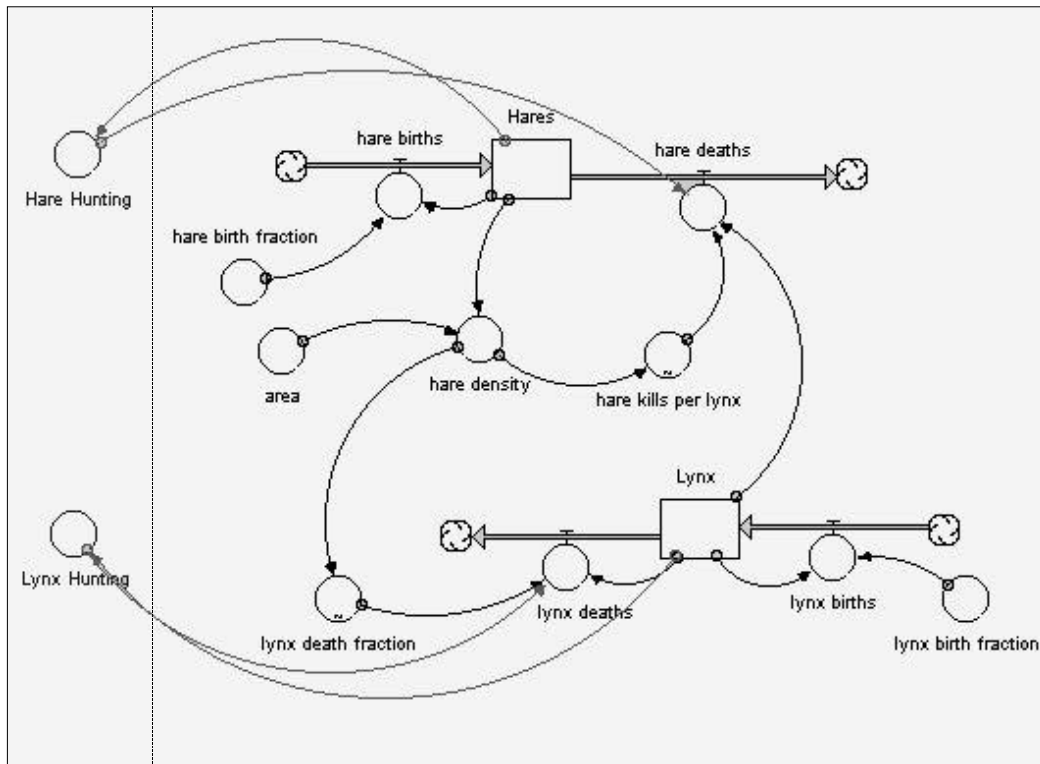 Hares
hare births
hare deaths
Hare Hunting
hare birth fraction
area
hare density
hare kills per lynx
Lynx
Lynx Hunting
lynx deaths
lynx births
lynx death fraction
lynx birth fraction